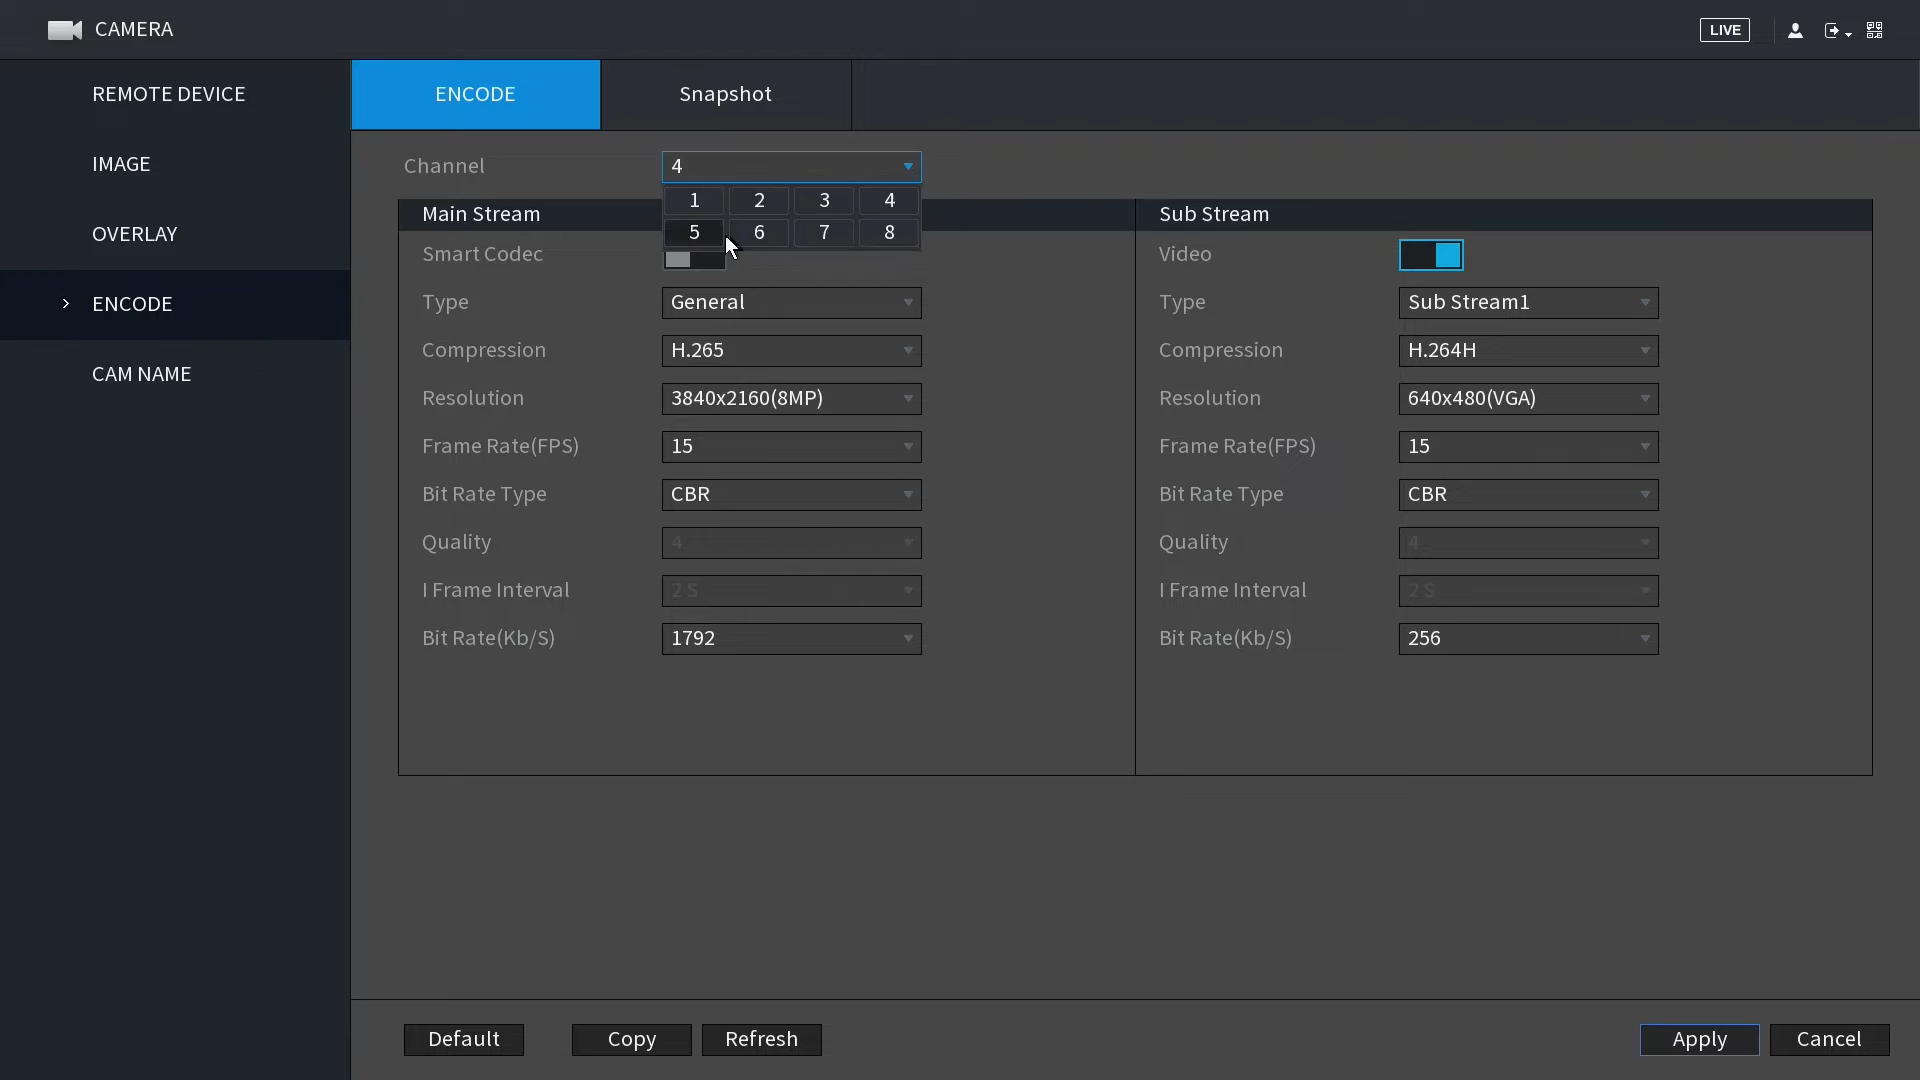 CAMERA
LIVE
REMOTE DEVICE
IMAGE
OVERLAY
ENCODE
CAM NAME
ENCODE Snapshot
Channel 4
1 2 3 4
5 6 7 8
Main Stream
Smart Codec
Type General
Compression H.265
Resolution 3840x2160(8MP)
Frame Rate(FPS) 15
Bit Rate Type CBR
Quality 4
I Frame Interval 2 S
Bit Rate(Kb/S) 1792
Sub Stream
Video
Type Sub Stream1
Compression H.264H
Resolution 640x480(VGA)
Frame Rate(FPS) 15
Bit Rate Type CBR
Quality 4
I Frame Interval 2 S
Bit Rate(Kb/S) 256
Default Copy Refresh Apply Cancel